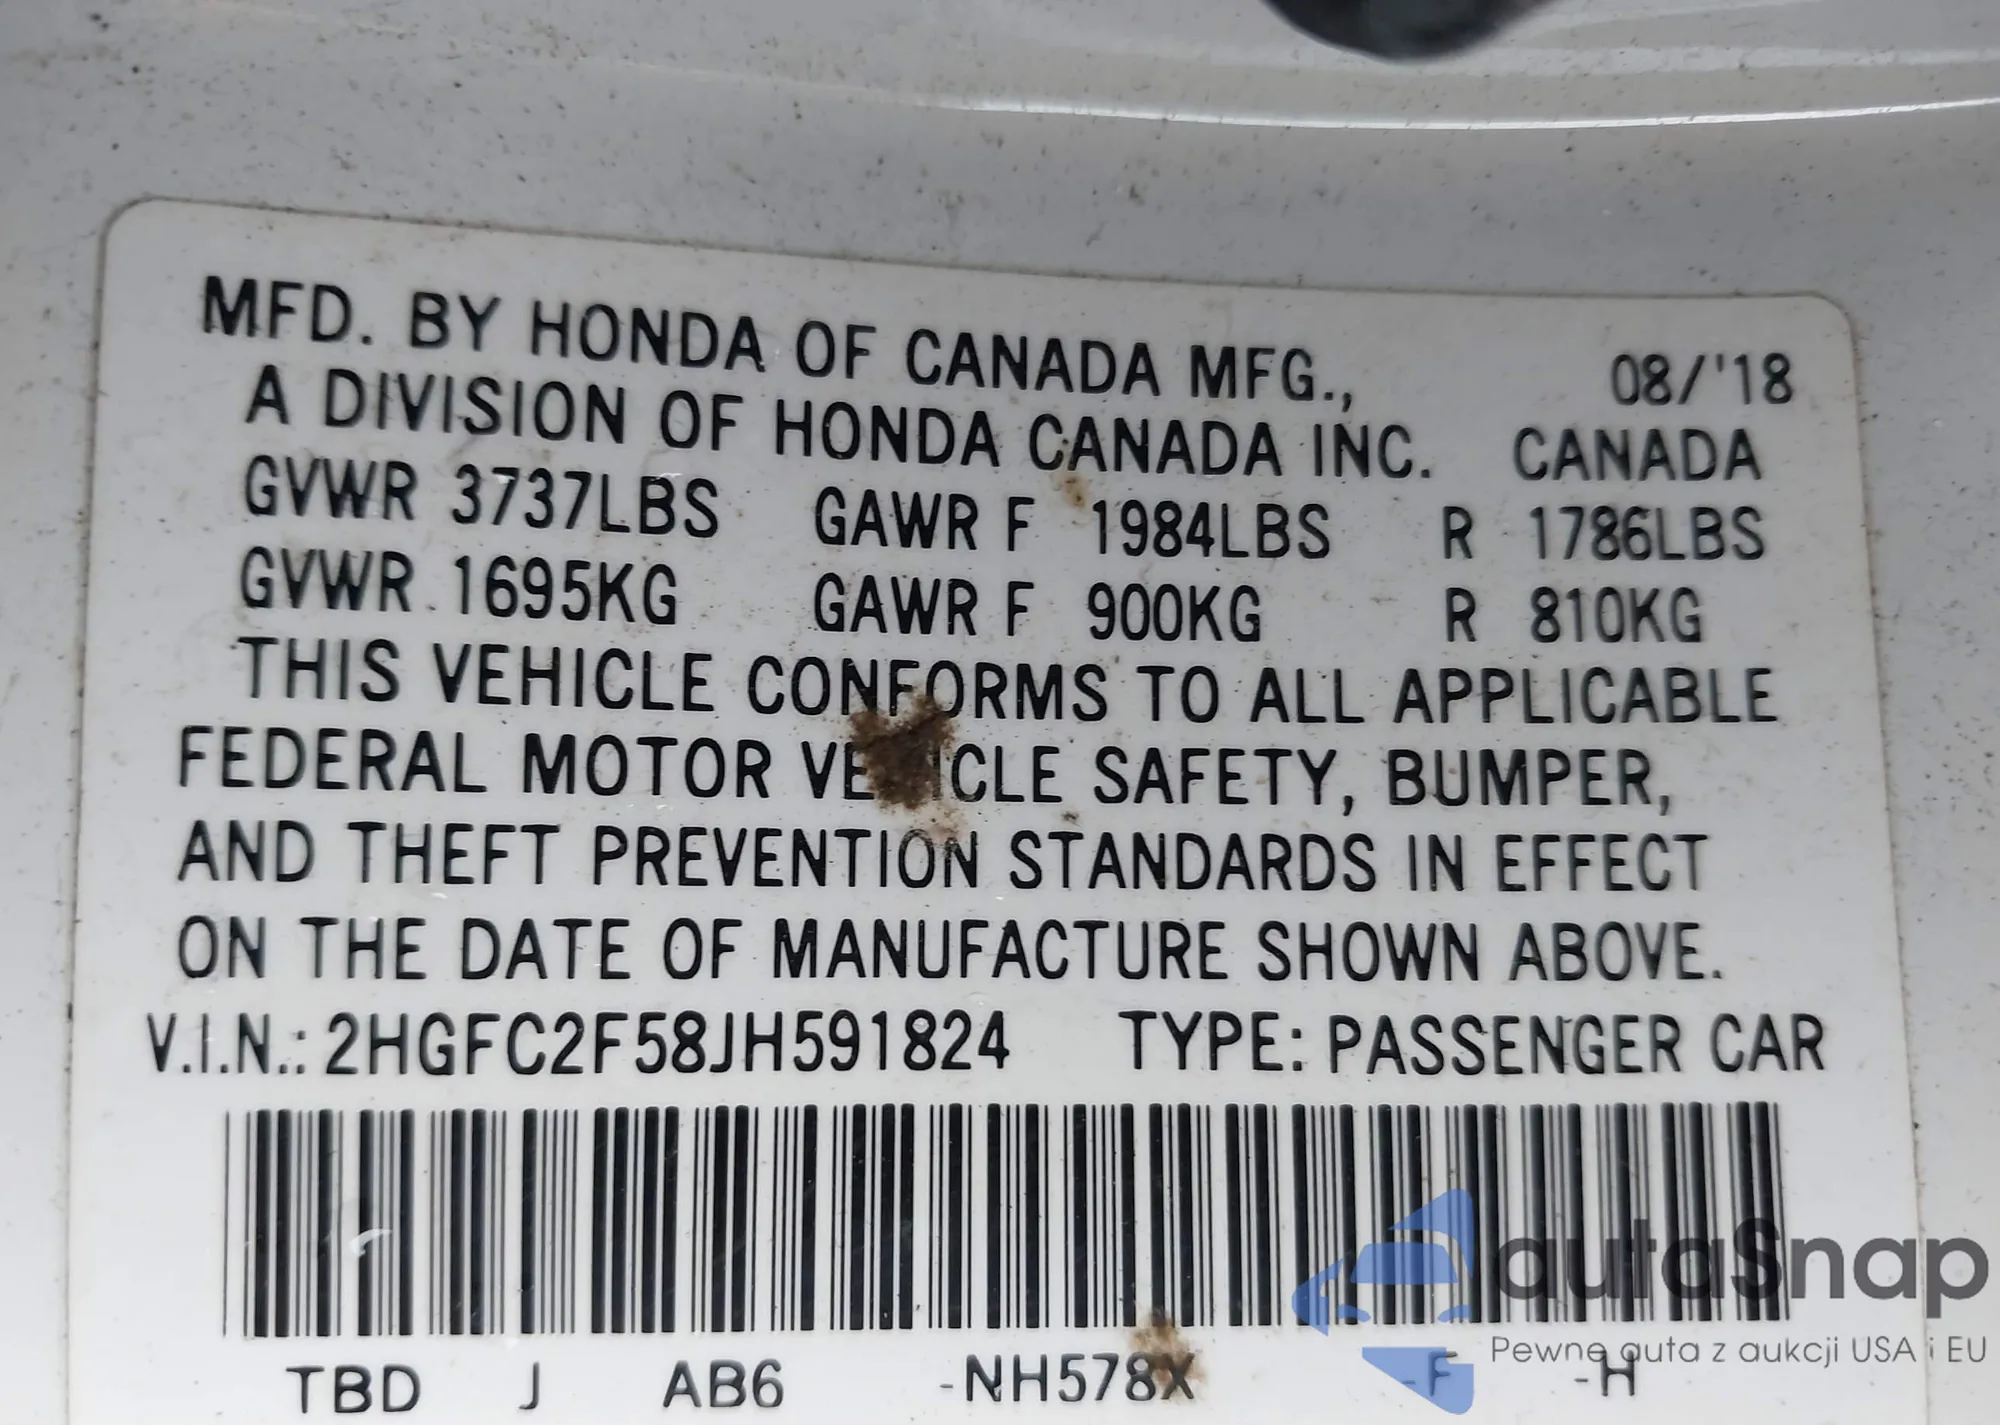 MFD. BY HONDA OF CANADA MFG., 08/'18
A DIVISION OF HONDA CANADA INC. CANADA
GVWR 3737LBS GAWR F 1984LBS R 1786LBS
GVWR 1695KG GAWR F 900KG R 810KG
THIS VEHICLE CONFORMS TO ALL APPLICABLE
FEDERAL MOTOR VEHICLE SAFETY, BUMPER,
AND THEFT PREVENTION STANDARDS IN EFFECT
ON THE DATE OF MANUFACTURE SHOWN ABOVE.
V.I.N.: 2HGFC2F58JH591824 TYPE: PASSENGER CAR
autaSnap
Pewne auta z aukcji USA i EU
TBD J AB6 -NH578X -F -H